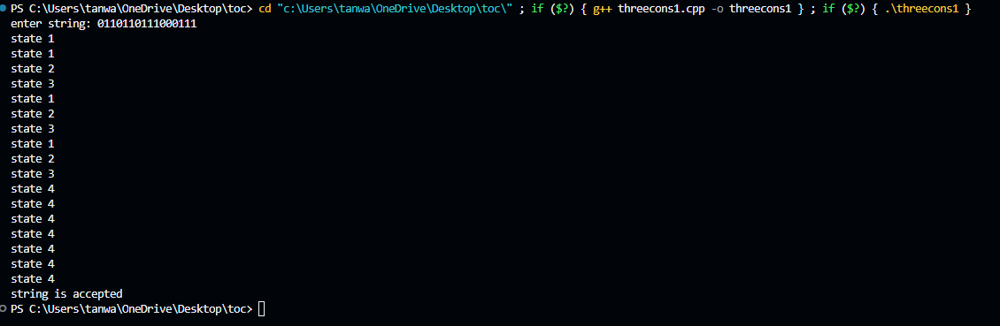 PS C:\Users\tanwa\OneDrive\Desktop\toc> cd "c:\Users\tanwa\OneDrive\Desktop\toc\" ; if ($?) { g++ threecons1.cpp -o threecons1 } ; if ($?) { .\threecons1 }
enter string: 0110110111000111
state 1
state 1
state 2
state 3
state 1
state 2
state 3
state 1
state 2
state 3
state 4
state 4
state 4
state 4
state 4
state 4
state 4
string is accepted
PS C:\Users\tanwa\OneDrive\Desktop\toc>